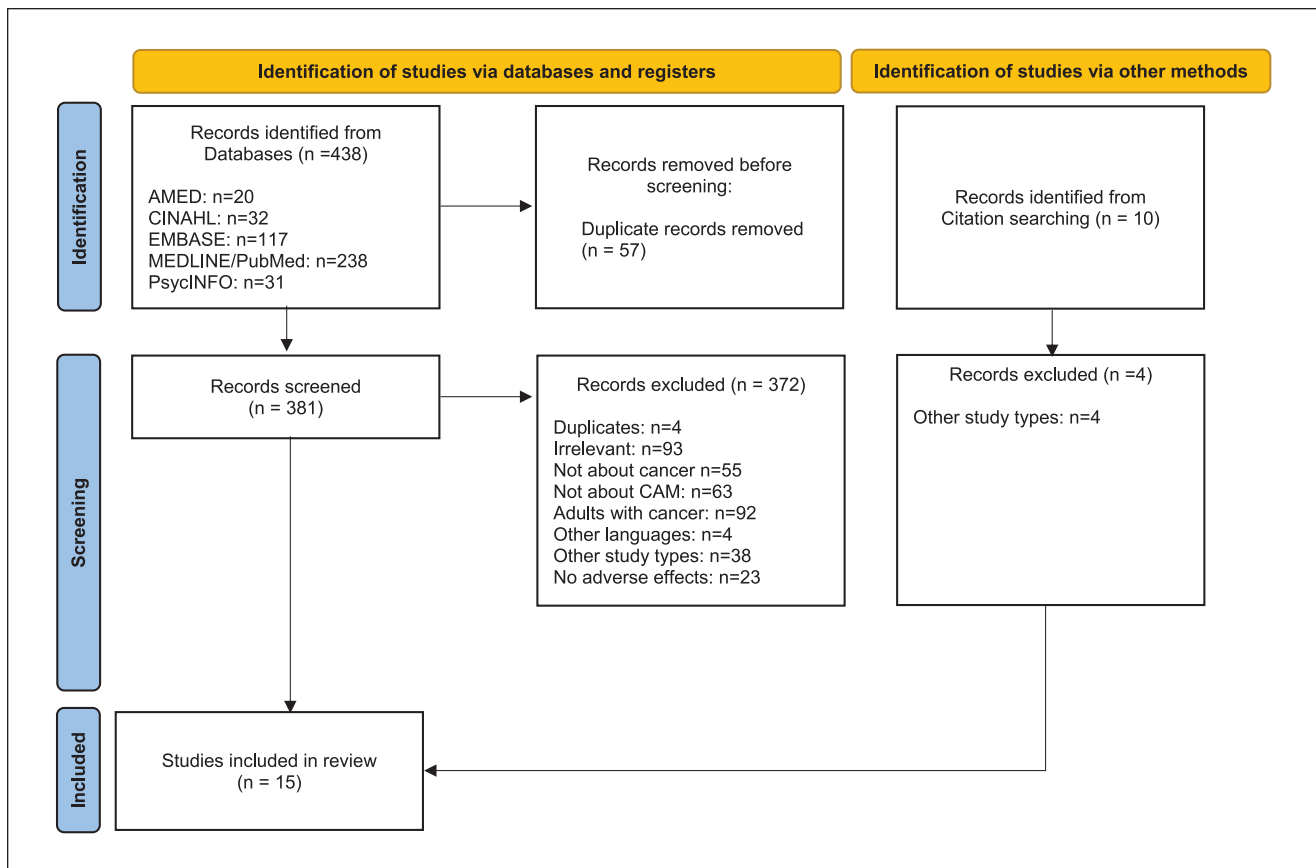 Identification of studies via databases and registers
Identification of studies via other methods
Identification
Records identified from
Databases (n =438)
AMED: n=20
CINAHL: n=32
EMBASE: n=117
MEDLINE/PubMed: n=238
PsycINFO: n=31
Records removed before
screening:
Duplicate records removed
(n = 57)
Records identified from
Citation searching (n = 10)
Screening
Records screened
(n = 381)
Records excluded (n = 372)
Duplicates: n=4
Irrelevant: n=93
Not about cancer n=55
Not about CAM: n=63
Adults with cancer: n=92
Other languages: n=4
Other study types: n=38
No adverse effects: n=23
Records excluded (n =4)
Other study types: n=4
Included
Studies included in review
(n = 15)